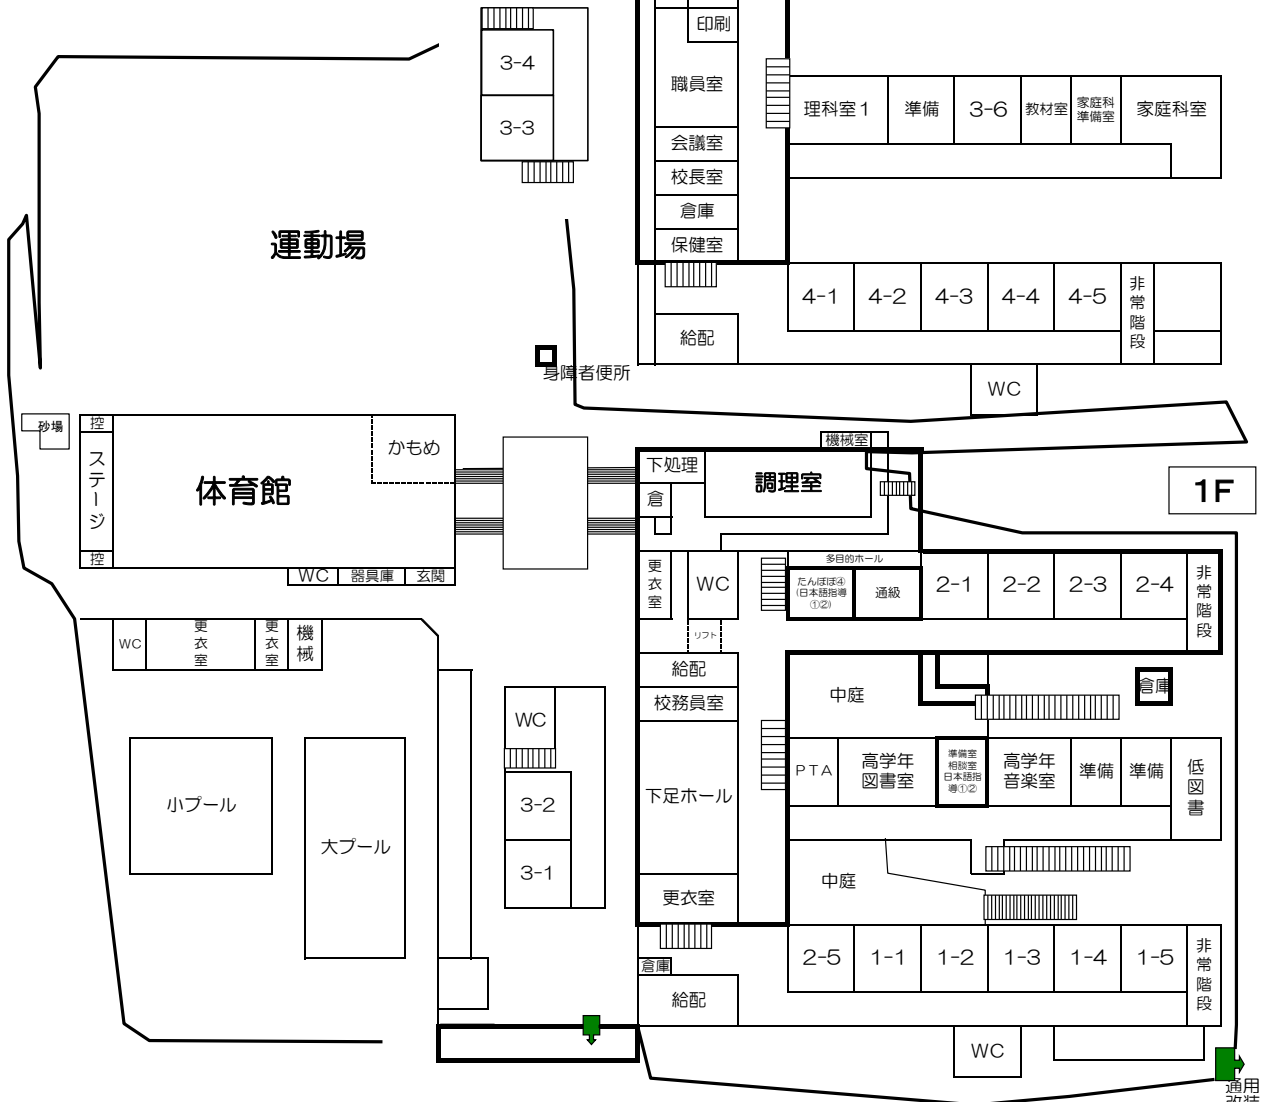 印刷
3-4
職員室
3-3
理科室１
準備
3-6
教材室
家庭科
準備室
家庭科室
会議室
校長室
倉庫
保健室
運動場
4-1
4-2
4-3
4-4
4-5
非常階段
給配
身障者便所
WC
砂場
控
ステージ
控
体育館
かもめ
WC
器具庫
玄関
機械室
下処理
調理室
倉
1F
多目的ホール
更衣室
WC
たんぽぽ④
(日本語指導
①②)
通級
2-1
2-2
2-3
2-4
非常階段
リフト
WC
更衣室
更衣室
機械
給配
校務員室
中庭
倉庫
WC
下足ホール
PTA
高学年
図書室
準備室
相談室
日本語指
導①②
高学年
音楽室
準備
準備
低図書
小プール
大プール
3-2
3-1
中庭
更衣室
2-5
1-1
1-2
1-3
1-4
1-5
非常階段
倉庫
給配
WC
通用